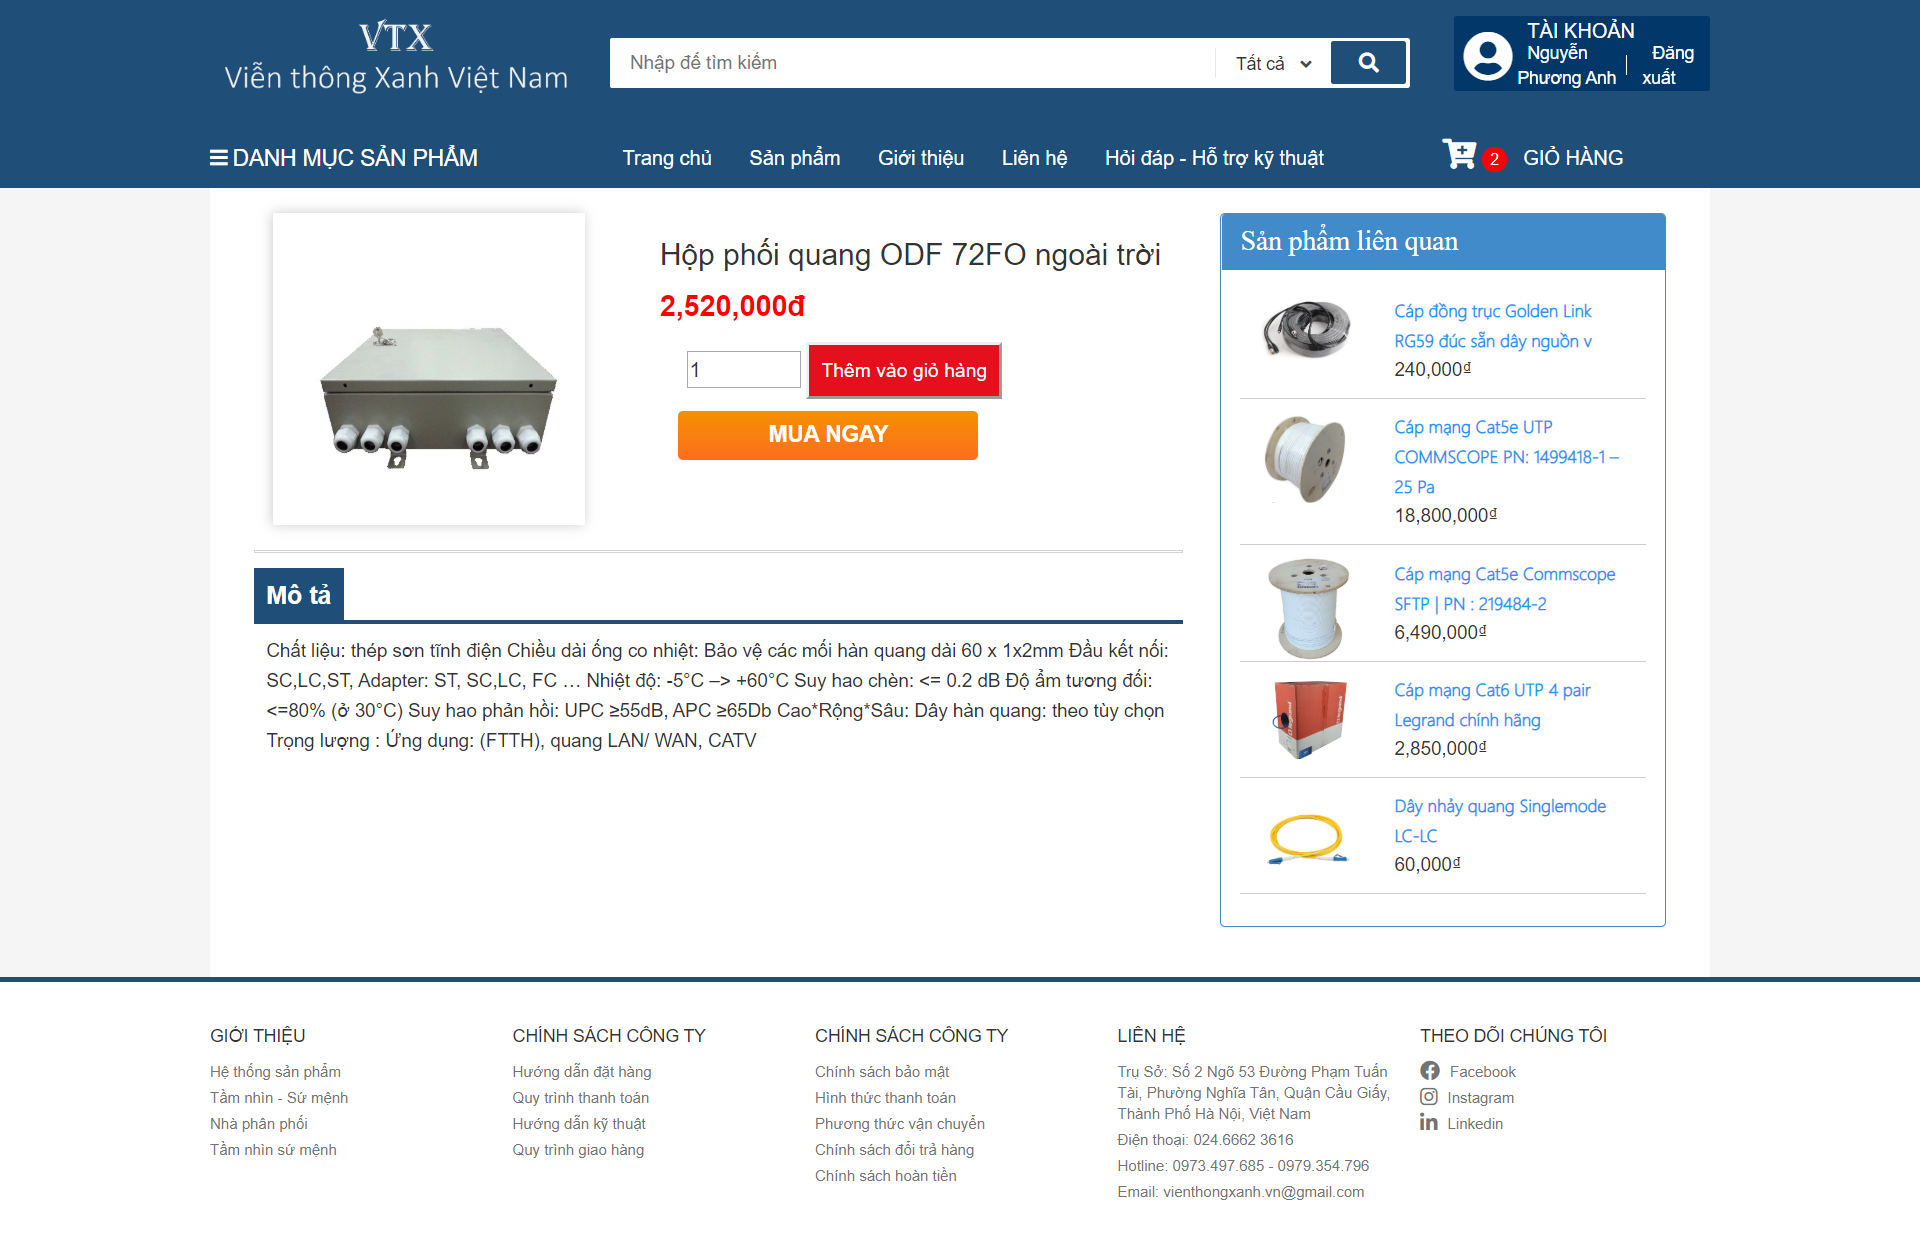 VTX
Viễn thông Xanh Việt Nam
Nhập để tìm kiếm
Tất cả
TÀI KHOẢN
Nguyễn Phương Anh
Đăng xuất
DANH MỤC SẢN PHẨM
Trang chủ
Sản phẩm
Giới thiệu
Liên hệ
Hỏi đáp - Hỗ trợ kỹ thuật
2
GIỎ HÀNG
Hộp phối quang ODF 72FO ngoài trời
2,520,000đ
1
Thêm vào giỏ hàng
MUA NGAY
Mô tả
Chất liệu: thép sơn tĩnh điện Chiều dài ống co nhiệt: Bảo vệ các mối hàn quang dài 60 x 1x2mm Đầu kết nối:
SC,LC,ST, Adapter: ST, SC,LC, FC … Nhiệt độ: -5°C –> +60°C Suy hao chèn: <= 0.2 dB Độ ẩm tương đối:
<=80% (ở 30°C) Suy hao phản hồi: UPC ≥55dB, APC ≥65Db Cao*Rộng*Sâu: Dây hàn quang: theo tùy chọn
Trọng lượng : Ứng dụng: (FTTH), quang LAN/ WAN, CATV
Sản phẩm liên quan
Cáp đồng trục Golden Link
RG59 đúc sẵn dây nguồn v
240,000₫
Cáp mạng Cat5e UTP
COMMSCOPE PN: 1499418-1 –
25 Pa
18,800,000₫
Cáp mạng Cat5e Commscope
SFTP | PN : 219484-2
6,490,000₫
Cáp mạng Cat6 UTP 4 pair
Legrand chính hãng
2,850,000₫
Dây nhảy quang Singlemode
LC-LC
60,000₫
GIỚI THIỆU
Hệ thống sản phẩm
Tầm nhìn - Sứ mệnh
Nhà phân phối
Tầm nhìn sứ mệnh
CHÍNH SÁCH CÔNG TY
Hướng dẫn đặt hàng
Quy trình thanh toán
Hướng dẫn kỹ thuật
Quy trình giao hàng
CHÍNH SÁCH CÔNG TY
Chính sách bảo mật
Hình thức thanh toán
Phương thức vận chuyển
Chính sách đổi trả hàng
Chính sách hoàn tiền
LIÊN HỆ
Trụ Sở: Số 2 Ngõ 53 Đường Phạm Tuấn
Tài, Phường Nghĩa Tân, Quận Cầu Giấy,
Thành Phố Hà Nội, Việt Nam
Điện thoại: 024.6662 3616
Hotline: 0973.497.685 - 0979.354.796
Email: vienthongxanh.vn@gmail.com
THEO DÕI CHÚNG TÔI
Facebook
Instagram
Linkedin